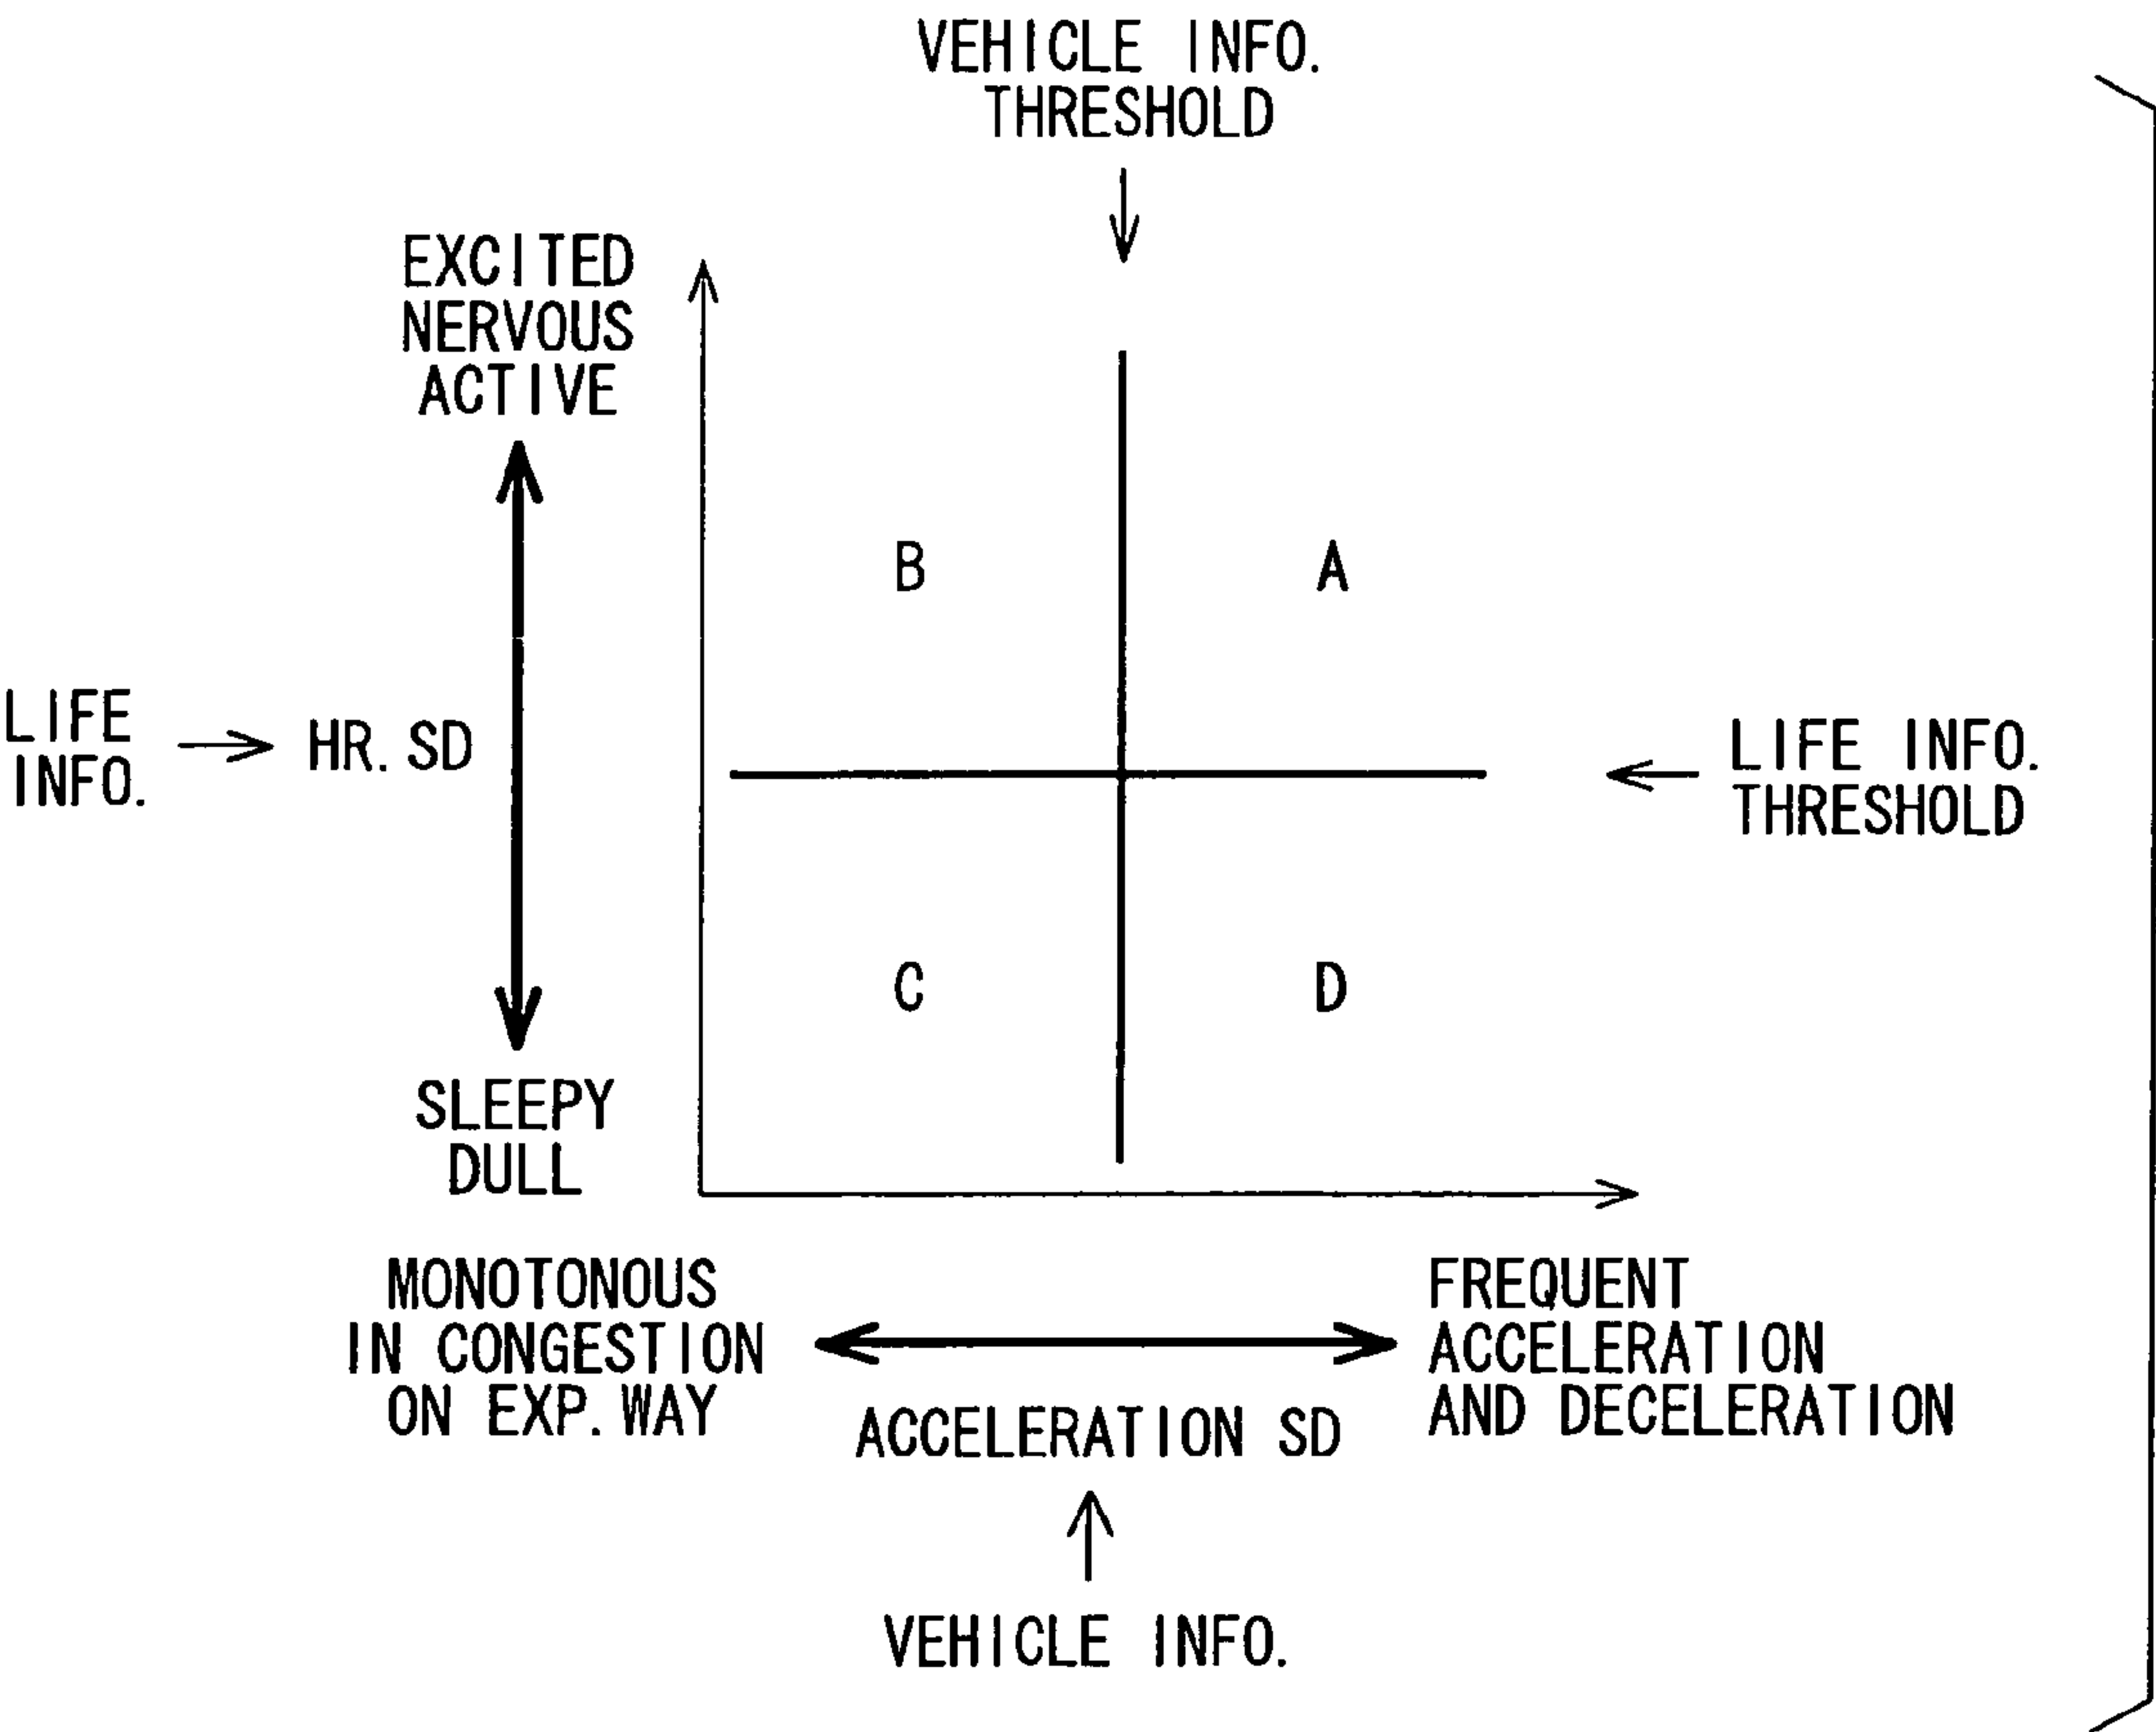 VEHICLE INFO.
THRESHOLD
EXCITED
NERVOUS
ACTIVE
B
A
LIFE
INFO.
HR. SD
LIFE INFO.
THRESHOLD
C
D
SLEEPY
DULL
MONOTONOUS
IN CONGESTION
ON EXP. WAY
FREQUENT
ACCELERATION
AND DECELERATION
ACCELERATION SD
VEHICLE INFO.